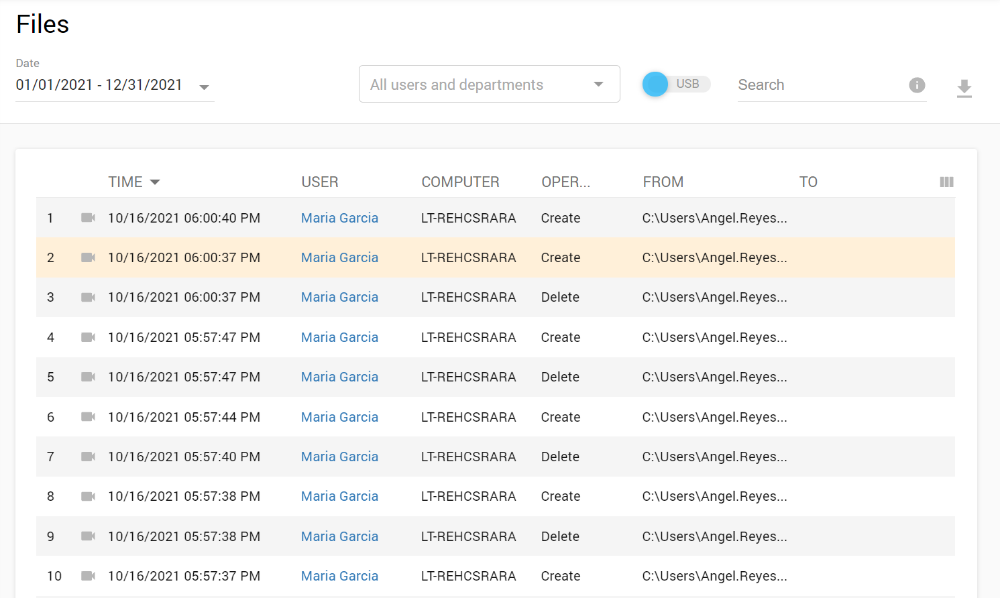 Files
Date
01/01/2021 - 12/31/2021
All users and departments
USB
Search
TIME USER COMPUTER OPER... FROM TO
1 10/16/2021 06:00:40 PM Maria Garcia LT-REHCSRARA Create C:\Users\Angel.Reyes...
2 10/16/2021 06:00:37 PM Maria Garcia LT-REHCSRARA Create C:\Users\Angel.Reyes...
3 10/16/2021 06:00:37 PM Maria Garcia LT-REHCSRARA Delete C:\Users\Angel.Reyes...
4 10/16/2021 05:57:47 PM Maria Garcia LT-REHCSRARA Create C:\Users\Angel.Reyes...
5 10/16/2021 05:57:47 PM Maria Garcia LT-REHCSRARA Delete C:\Users\Angel.Reyes...
6 10/16/2021 05:57:44 PM Maria Garcia LT-REHCSRARA Create C:\Users\Angel.Reyes...
7 10/16/2021 05:57:40 PM Maria Garcia LT-REHCSRARA Delete C:\Users\Angel.Reyes...
8 10/16/2021 05:57:38 PM Maria Garcia LT-REHCSRARA Create C:\Users\Angel.Reyes...
9 10/16/2021 05:57:38 PM Maria Garcia LT-REHCSRARA Delete C:\Users\Angel.Reyes...
10 10/16/2021 05:57:37 PM Maria Garcia LT-REHCSRARA Create C:\Users\Angel.Reyes...